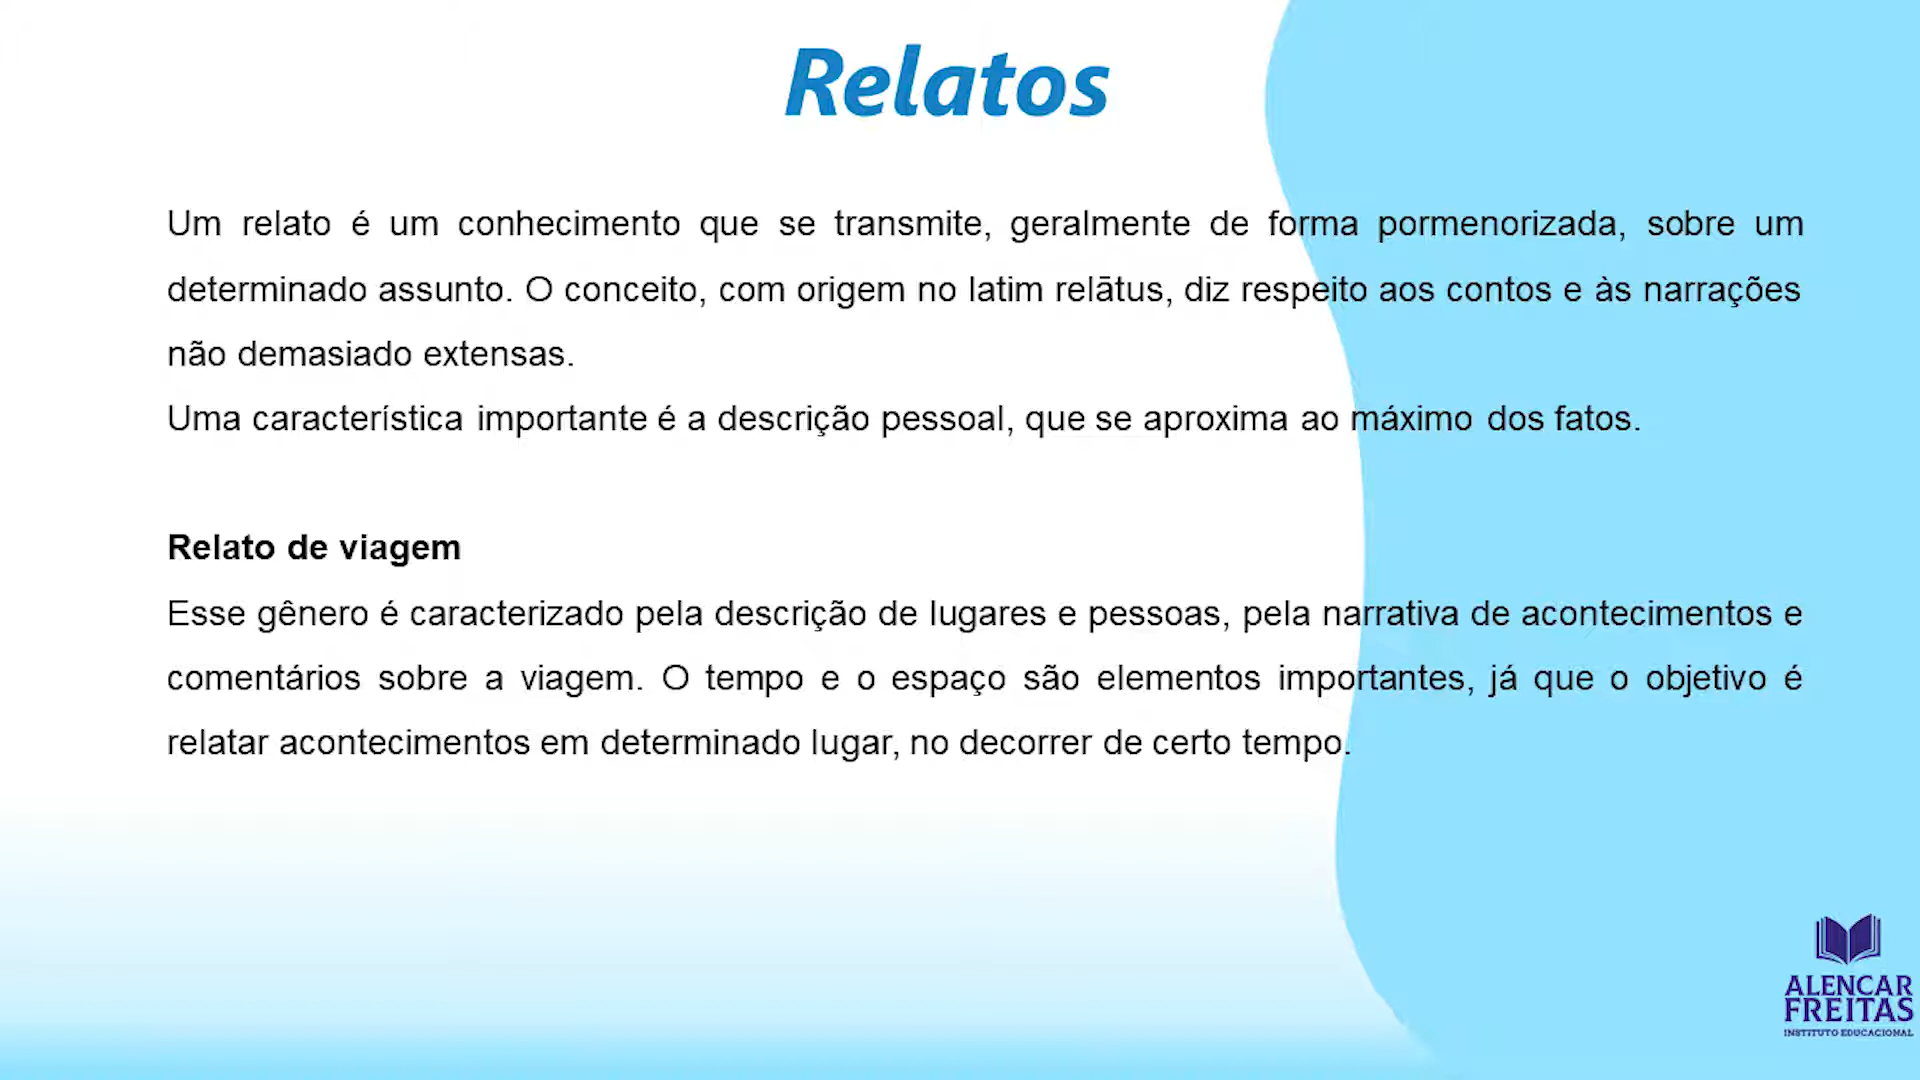 Relatos
Um relato é um conhecimento que se transmite, geralmente de forma pormenorizada, sobre um
determinado assunto. O conceito, com origem no latim relātus, diz respeito aos contos e às narrações
não demasiado extensas.
Uma característica importante é a descrição pessoal, que se aproxima ao máximo dos fatos.
Relato de viagem
Esse gênero é caracterizado pela descrição de lugares e pessoas, pela narrativa de acontecimentos e
comentários sobre a viagem. O tempo e o espaço são elementos importantes, já que o objetivo é
relatar acontecimentos em determinado lugar, no decorrer de certo tempo.
ALENCAR
FREITAS
INSTITUTO EDUCACIONAL